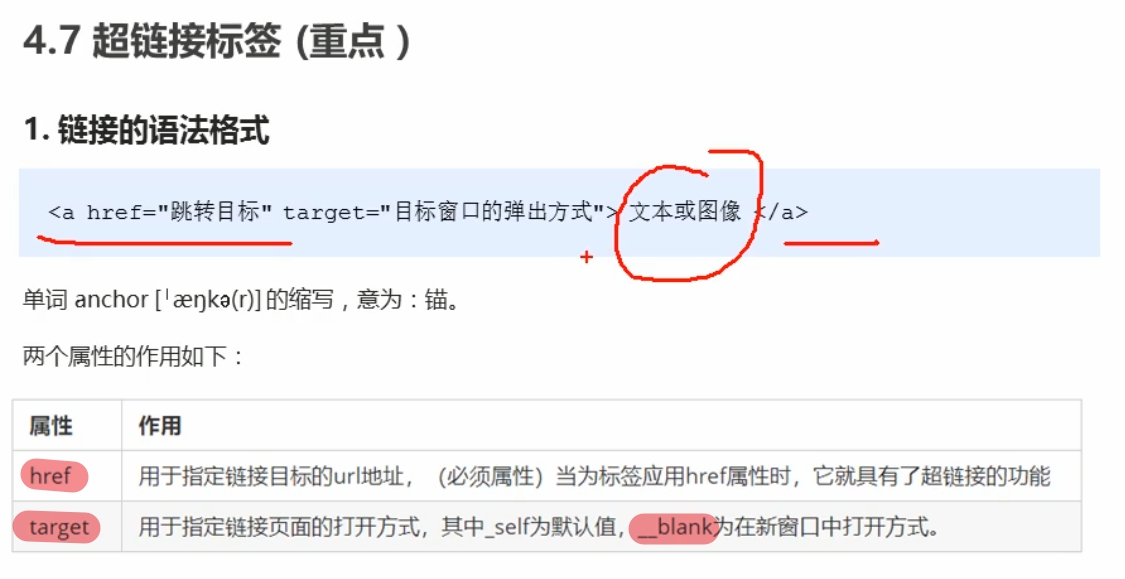 4.7 超链接标签 (重点 )
1. 链接的语法格式
<a href="跳转目标" target="目标窗口的弹出方式"> 文本或图像 </a>
单词 anchor [ˈæŋkə(r)] 的缩写，意为：锚。
两个属性的作用如下：
属性 作用
href 用于指定链接目标的url地址，（必须属性）当为标签应用href属性时，它就具有了超链接的功能
target 用于指定链接页面的打开方式，其中_self为默认值，__blank为在新窗口中打开方式。